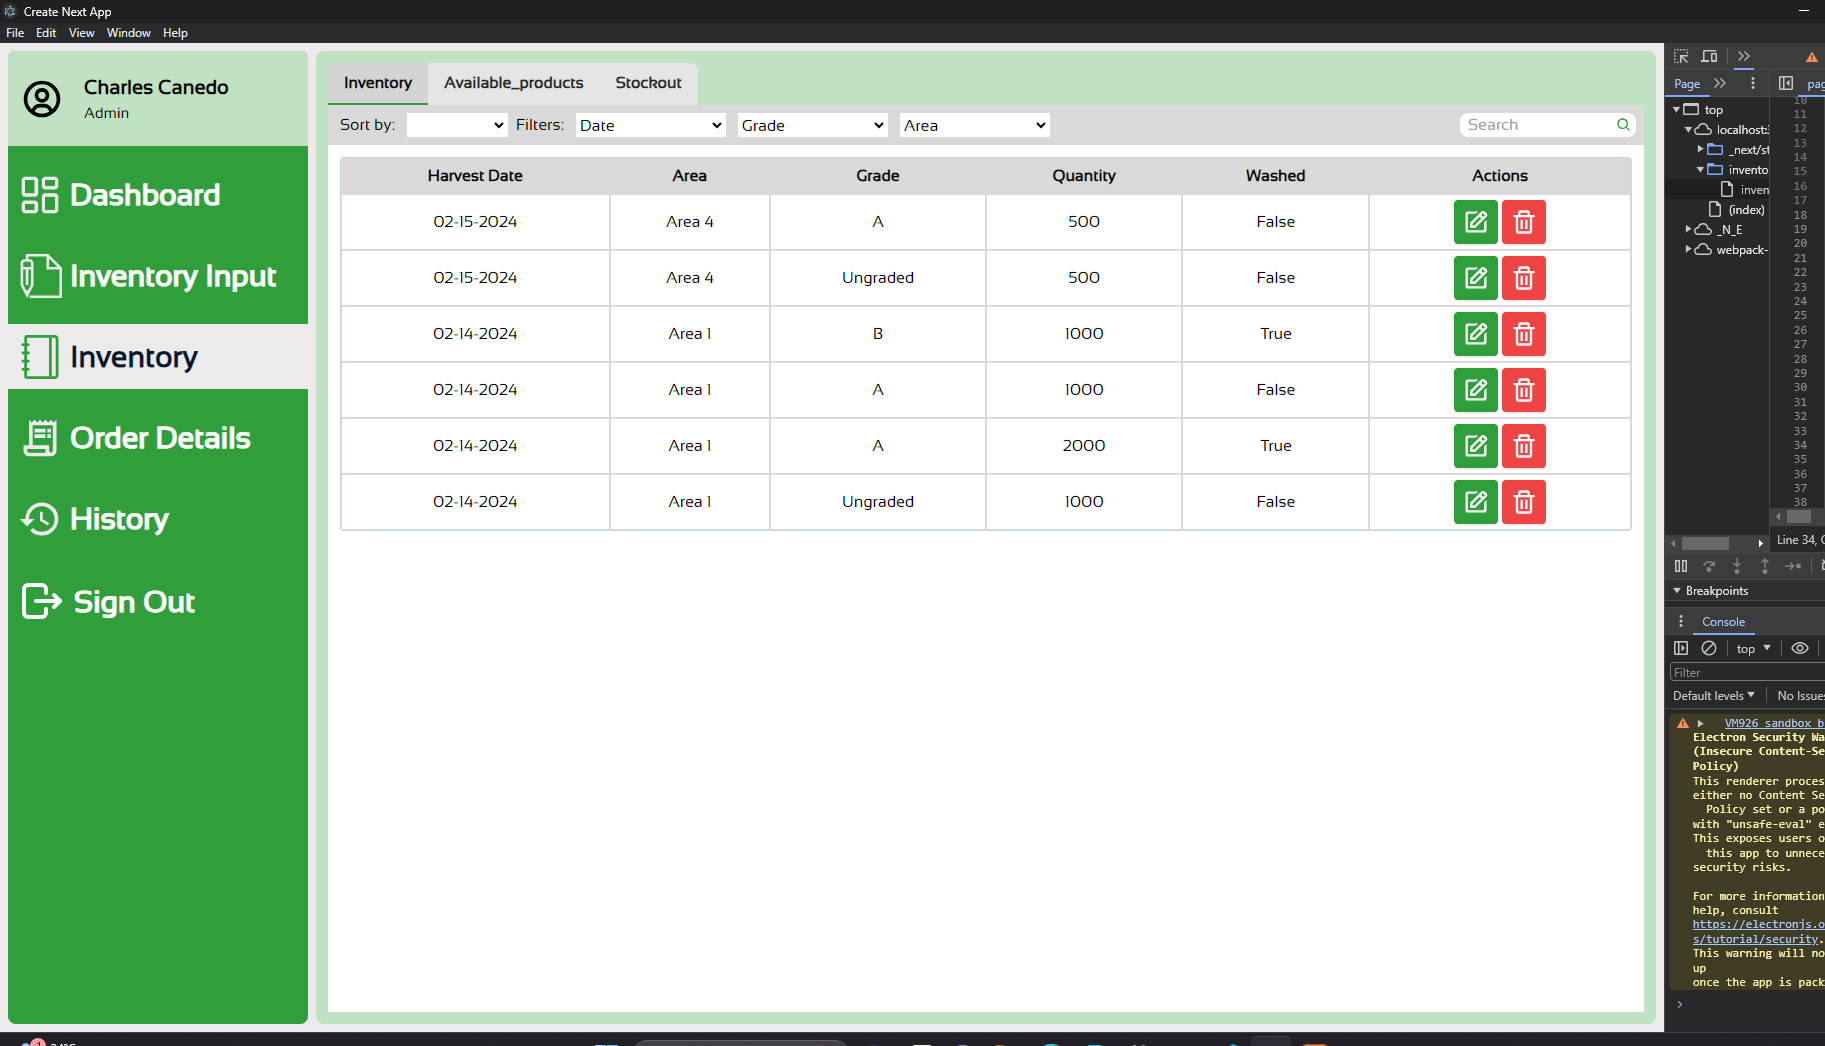 Create Next App
File Edit View Window Help
Charles Canedo
Admin
Dashboard
Inventory Input
Inventory
Order Details
History
Sign Out
Inventory Available_products Stockout
Sort by: Filters: Date Grade Area Search
Harvest Date Area Grade Quantity Washed Actions
02-15-2024 Area 4 A 500 False
02-15-2024 Area 4 Ungraded 500 False
02-14-2024 Area 1 B 1000 True
02-14-2024 Area 1 A 1000 False
02-14-2024 Area 1 A 2000 True
02-14-2024 Area 1 Ungraded 1000 False
Page
top
localhost:
_next/st
invento
inven
(index)
_N_E
webpack-
10
11
12
13
14
15
16
17
18
19
20
21
22
23
24
25
26
27
28
29
30
31
32
33
34
35
36
37
38
Line 34,
Breakpoints
Console
top
Filter
Default levels No Issues
VM926 sandbox b
Electron Security Wa
(Insecure Content-Se
Policy)
This renderer proces
either no Content Se
Policy set or a po
with "unsafe-eval" e
This exposes users o
this app to unnece
security risks.
For more information
help, consult
https://electronjs.o
s/tutorial/security.
This warning will no
up
once the app is pack